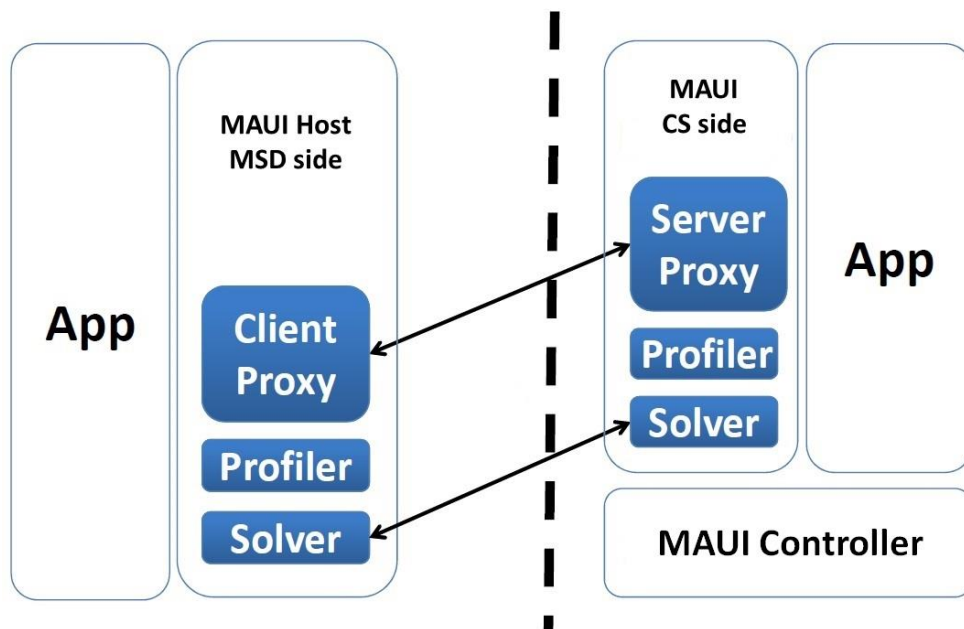 App
MAUI Host
MSD side
Client
Proxy
Profiler
Solver
MAUI
CS side
Server
Proxy
Profiler
Solver
App
MAUI Controller